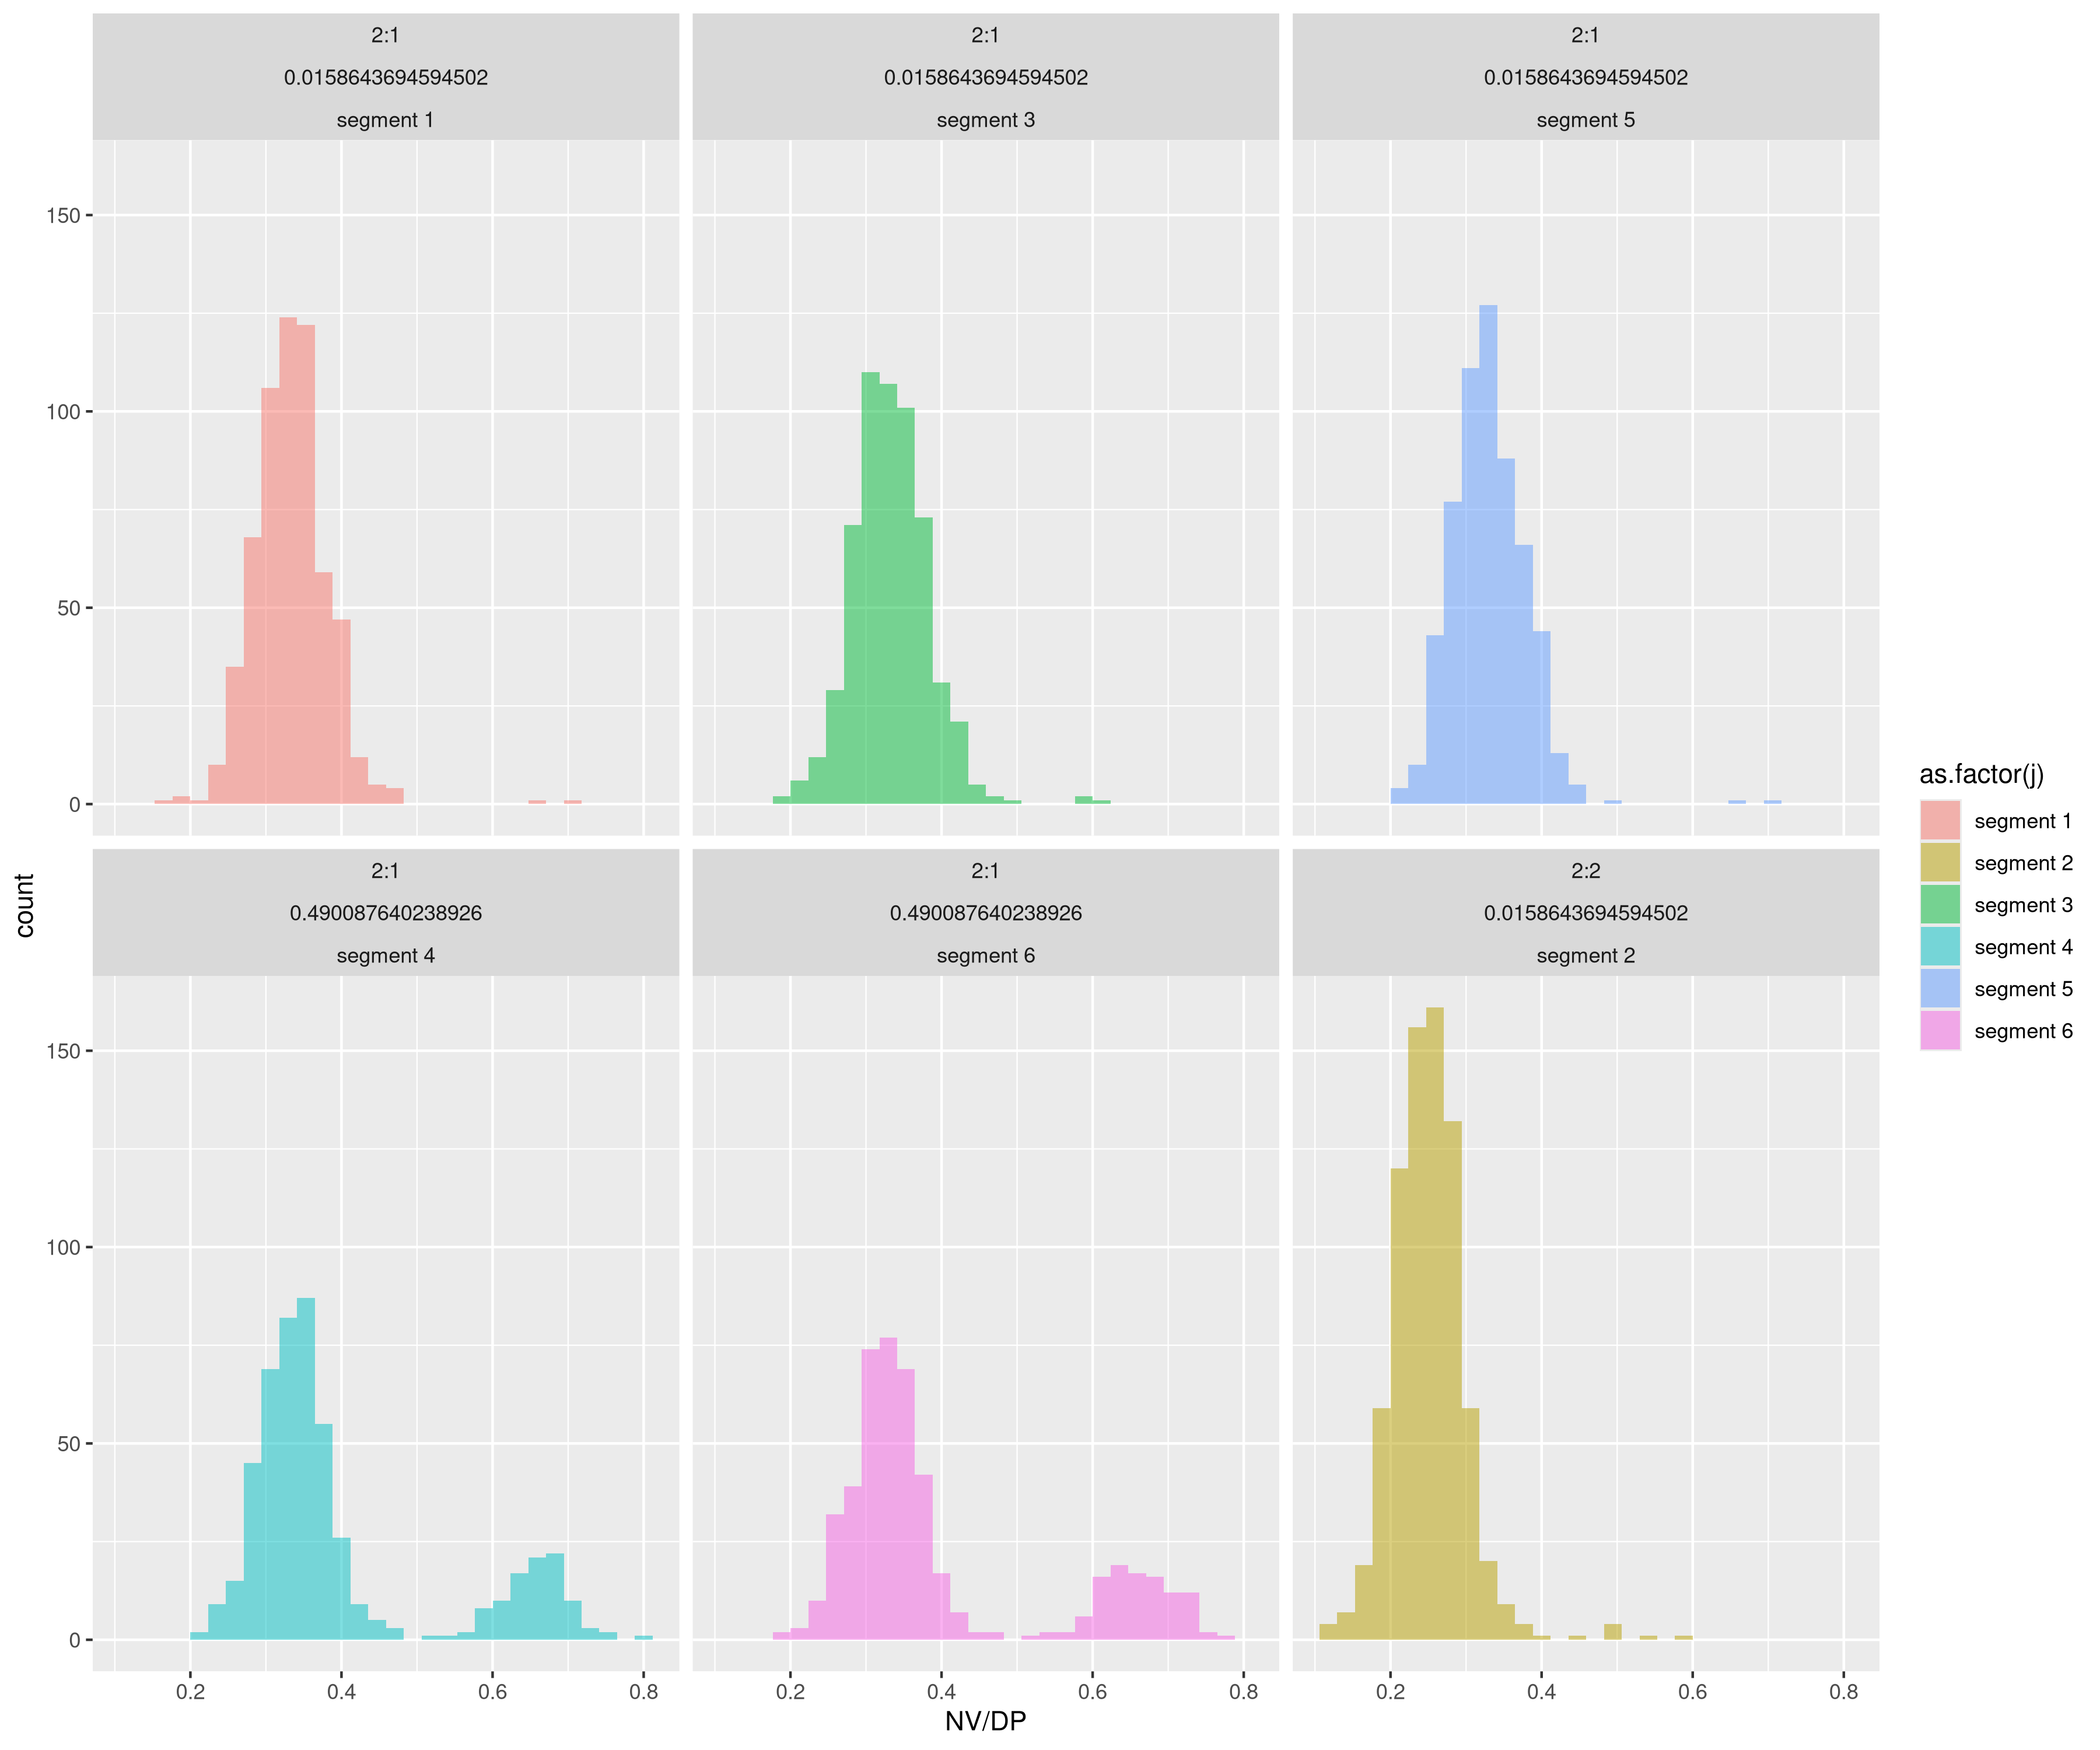 2:1
0.0158643694594502
segment 1
2:1
0.0158643694594502
segment 3
2:1
0.0158643694594502
segment 5
150
100
50
0
2:1
0.490087640238926
segment 4
2:1
0.490087640238926
segment 6
2:2
0.0158643694594502
segment 2
150
100
50
0
0.2 0.4 0.6 0.8
0.2 0.4 0.6 0.8
0.2 0.4 0.6 0.8
NV/DP
count
as.factor(j)
segment 1
segment 2
segment 3
segment 4
segment 5
segment 6